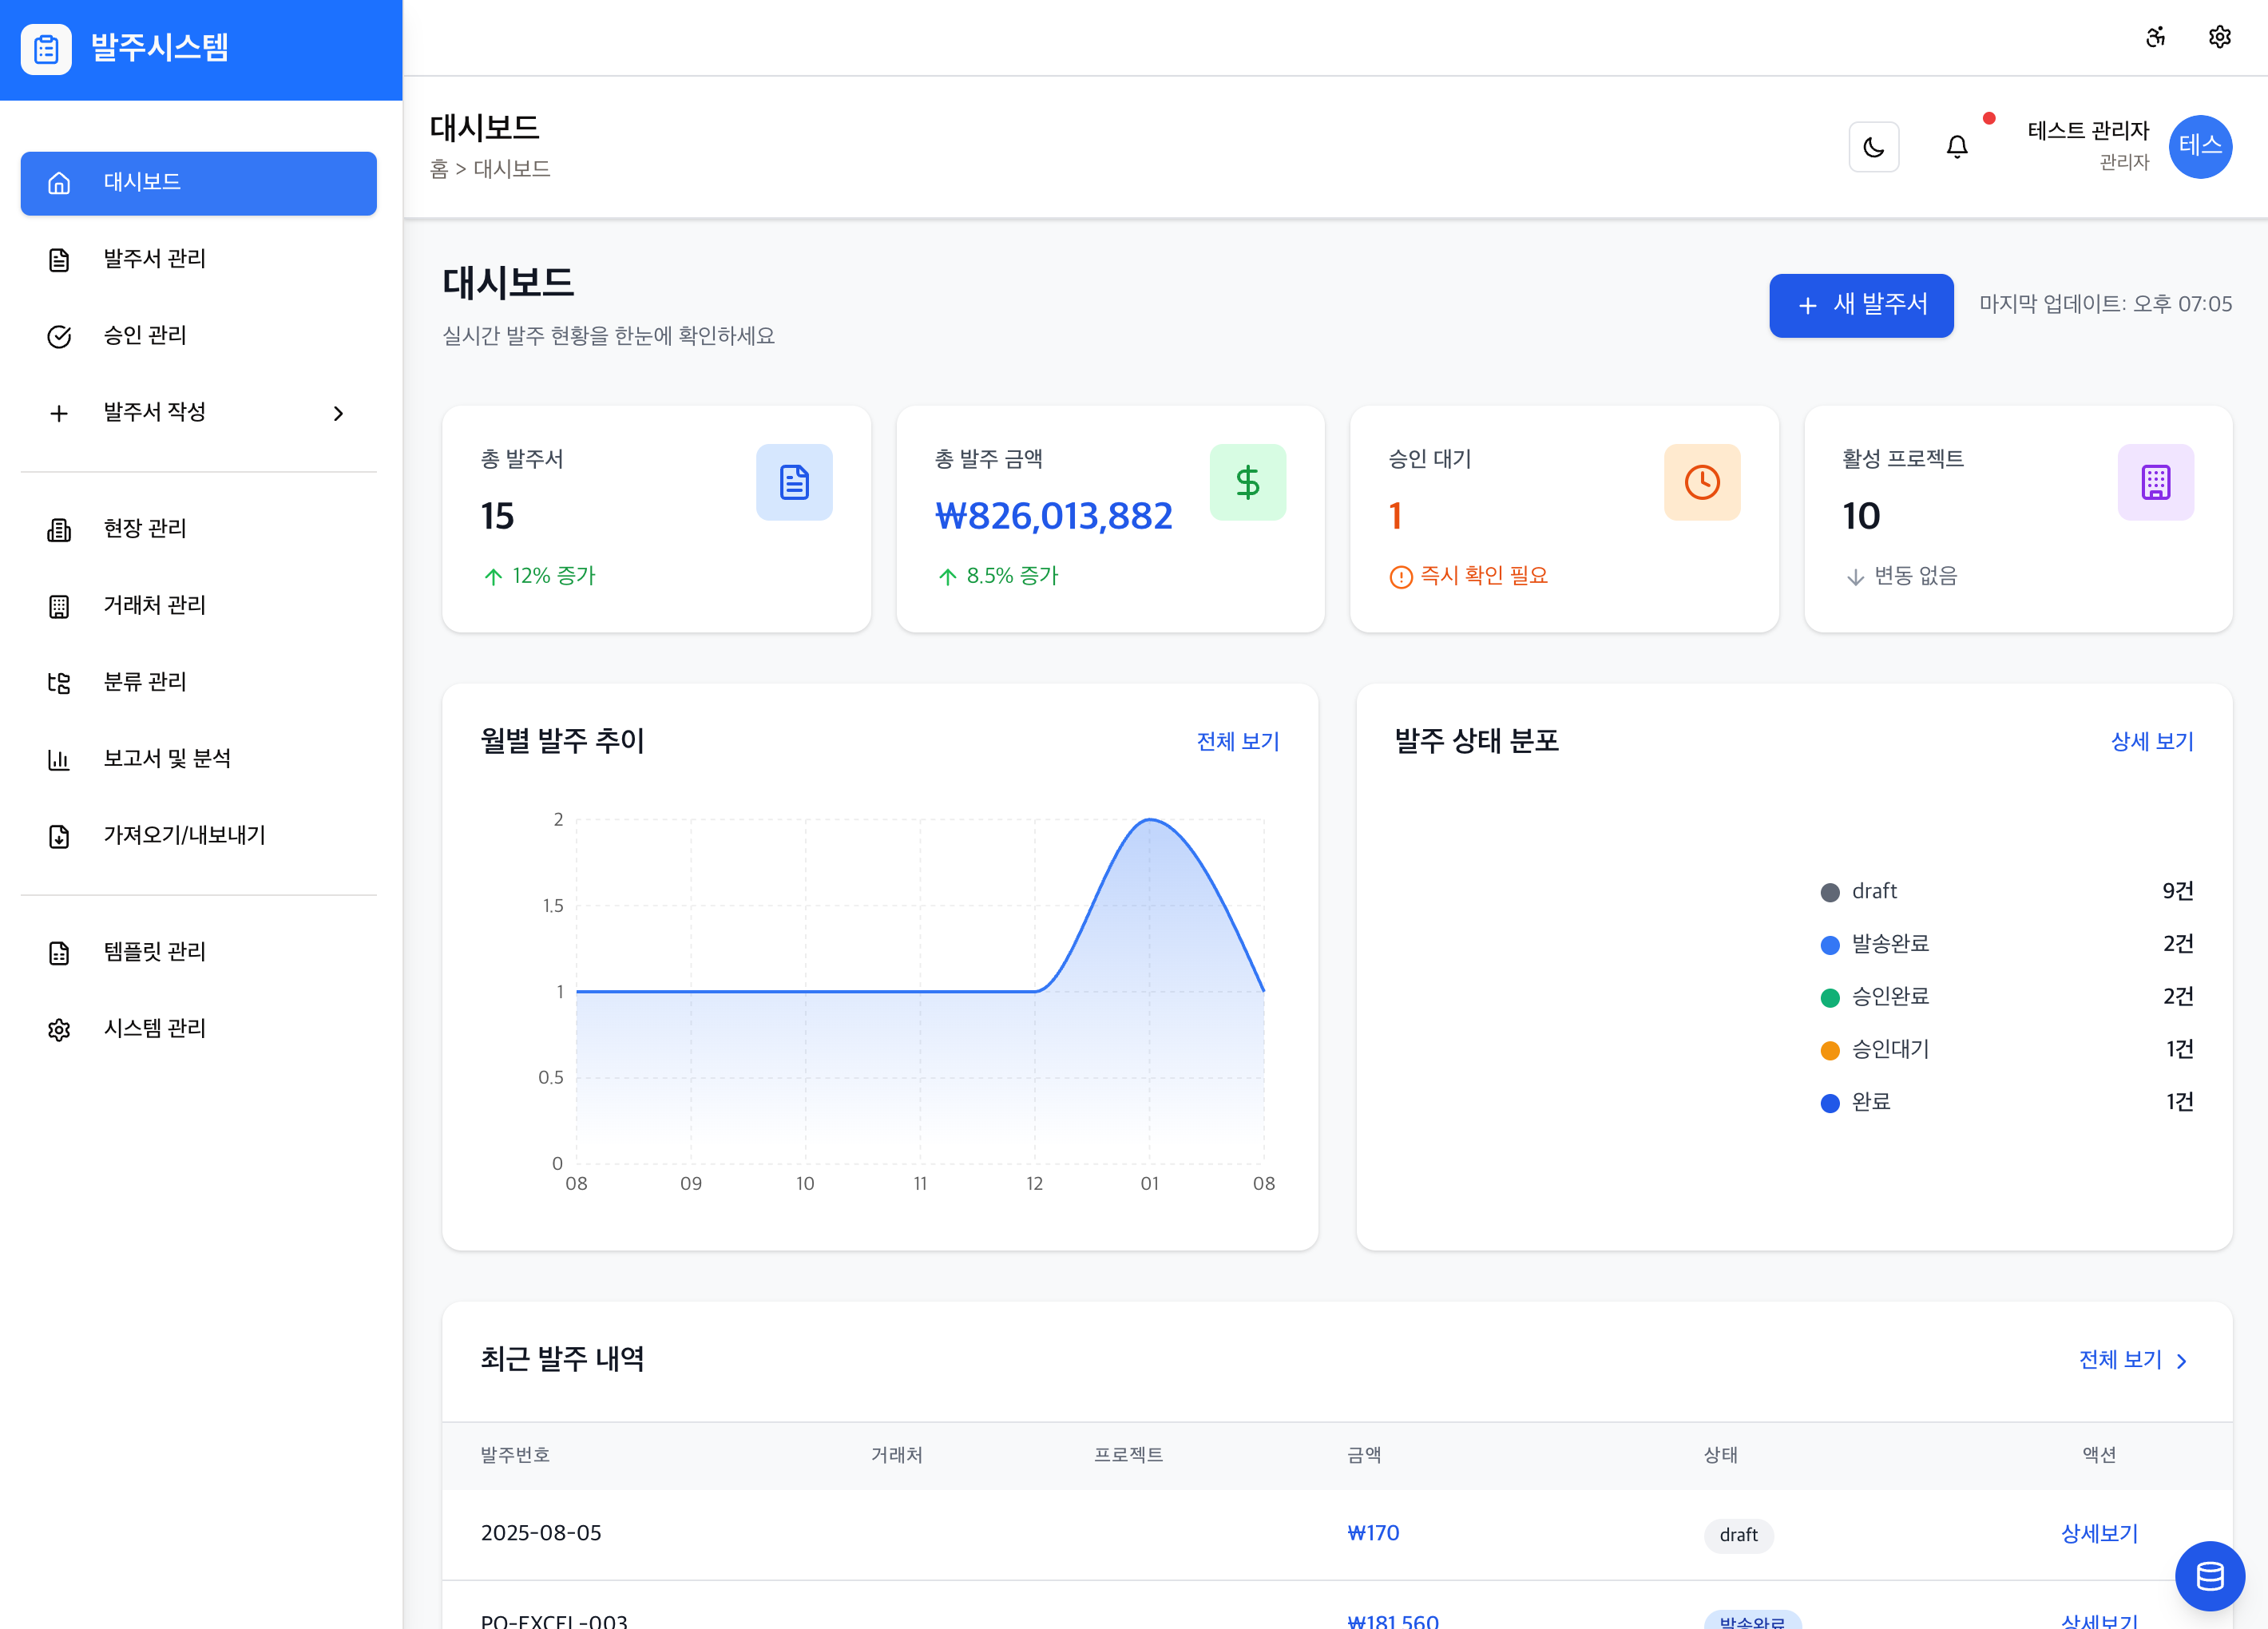 발주시스템
대시보드
발주서 관리
승인 관리
발주서 작성
현장 관리
거래처 관리
분류 관리
보고서 및 분석
가져오기/내보내기
템플릿 관리
시스템 관리
대시보드
홈 > 대시보드
테스트 관리자
관리자
테스
대시보드
실시간 발주 현황을 한눈에 확인하세요
새 발주서
마지막 업데이트: 오후 07:05
총 발주서
15
12% 증가
총 발주 금액
₩826,013,882
8.5% 증가
승인 대기
1
즉시 확인 필요
활성 프로젝트
10
변동 없음
월별 발주 추이
전체 보기
2
1.5
1
0.5
0
08 09 10 11 12 01 08
발주 상태 분포
상세 보기
draft 9건
발송완료 2건
승인완료 2건
승인대기 1건
완료 1건
최근 발주 내역
전체 보기
발주번호 거래처 프로젝트 금액 상태 액션
2025-08-05 ₩170 draft 상세보기
PO-EXCEL-003 ₩181,560 발송완료 상세보기